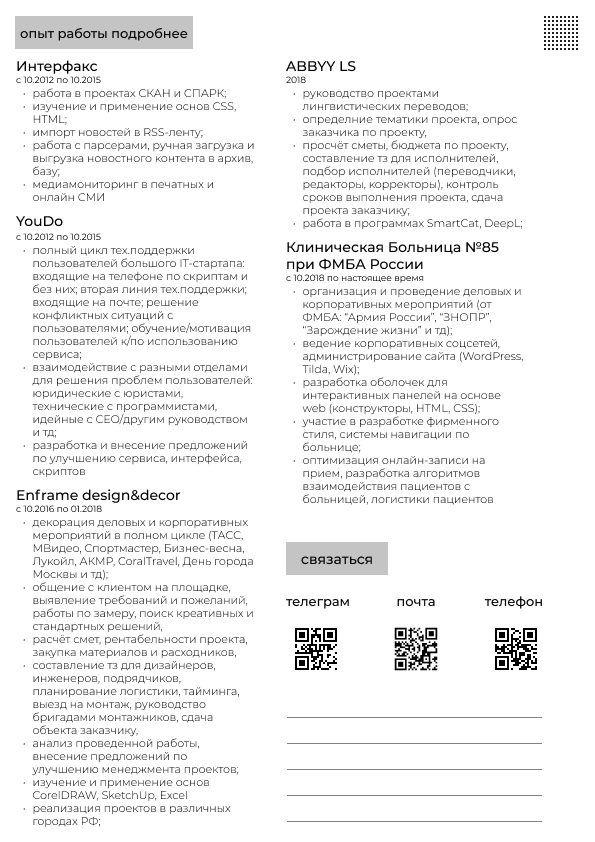 опыт работы подробнее
Интерфакс
с 10.2012 по 10.2015
• работа в проектах СКАН и СПАРК;
• изучение и применение основ CSS,
HTML;
• импорт новостей в RSS-ленту;
• работа с парсерами, ручная загрузка и
выгрузка новостного контента в архив,
базу;
• медиамониторинг в печатных и
онлайн СМИ
YouDo
с 10.2012 по 10.2015
• полный цикл тех.поддержки
пользователей большого IT-стартапа:
входящие на телефоне по скриптам и
без них; вторая линия тех.поддержки;
входящие на почте; решение
конфликтных ситуаций с
пользователями; обучение/мотивация
пользователей к/по использованию
сервиса;
• взаимодействие с разными отделами
для решения проблем пользователей:
юридические с юристами,
технические с программистами,
идейные с CEO/другим руководством
и тд;
• разработка и внесение предложений
по улучшению сервиса, интерфейса,
скриптов
Enframe design&decor
с 10.2016 по 01.2018
• декорация деловых и корпоративных
мероприятий в полном цикле (ТАСС,
МВидео, Спортмастер, Бизнес-весна,
Лукойл, АКМР, CoralTravel, День города
Москвы и тд);
• общение с клиентом на площадке,
выявление требований и пожеланий,
работы по замеру, поиск креативных и
стандартных решений,
• расчёт смет, рентабельности проекта,
закупка материалов и расходников,
• составление тз для дизайнеров,
инженеров, подрядчиков,
планирование логистики, тайминга,
выезд на монтаж, руководство
бригадами монтажников, сдача
объекта заказчику,
• анализ проведенной работы,
внесение предложений по
улучшению менеджмента проектов;
• изучение и применение основ
CorelDRAW, SketchUp, Excel
• реализация проектов в различных
городах РФ;
ABBYY LS
2018
• руководство проектами
лингвистических переводов;
• определние тематики проекта, опрос
заказчика по проекту,
• просчёт сметы, бюджета по проекту,
составление тз для исполнителей,
подбор исполнителей (переводчики,
редакторы, корректоры), контроль
сроков выполнения проекта, сдача
проекта заказчику;
• работа в программах SmartCat, DeepL;
Клиническая Больница №85
при ФМБА России
с 10.2018 по настоящее время
• организация и проведение деловых и
корпоративных мероприятий (от
ФМБА: “Армия России”, “ЗНОПР”,
“Зарождение жизни” и тд);
• ведение корпоративных соцсетей,
администрирование сайта (WordPress,
Tilda, Wix);
• разработка оболочек для
интерактивных панелей на основе
web (конструкторы, HTML, CSS);
• участие в разработке фирменного
стиля, системы навигации по
больнице;
• оптимизация онлайн-записи на
прием, разработка алгоритмов
взаимодействия пациентов с
больницей, логистики пациентов
связаться
телеграм почта телефон